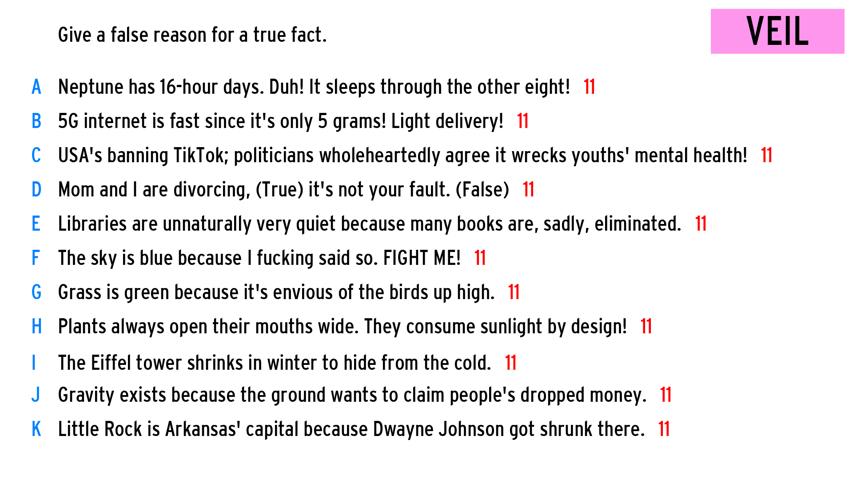 Give a false reason for a true fact.
VEIL
A Neptune has 16-hour days. Duh! It sleeps through the other eight! 11
B 5G internet is fast since it's only 5 grams! Light delivery! 11
C USA's banning TikTok; politicians wholeheartedly agree it wrecks youths' mental health! 11
D Mom and I are divorcing, (True) it's not your fault. (False) 11
E Libraries are unnaturally very quiet because many books are, sadly, eliminated. 11
F The sky is blue because I fucking said so. FIGHT ME! 11
G Grass is green because it's envious of the birds up high. 11
H Plants always open their mouths wide. They consume sunlight by design! 11
I The Eiffel tower shrinks in winter to hide from the cold. 11
J Gravity exists because the ground wants to claim people's dropped money. 11
K Little Rock is Arkansas' capital because Dwayne Johnson got shrunk there. 11